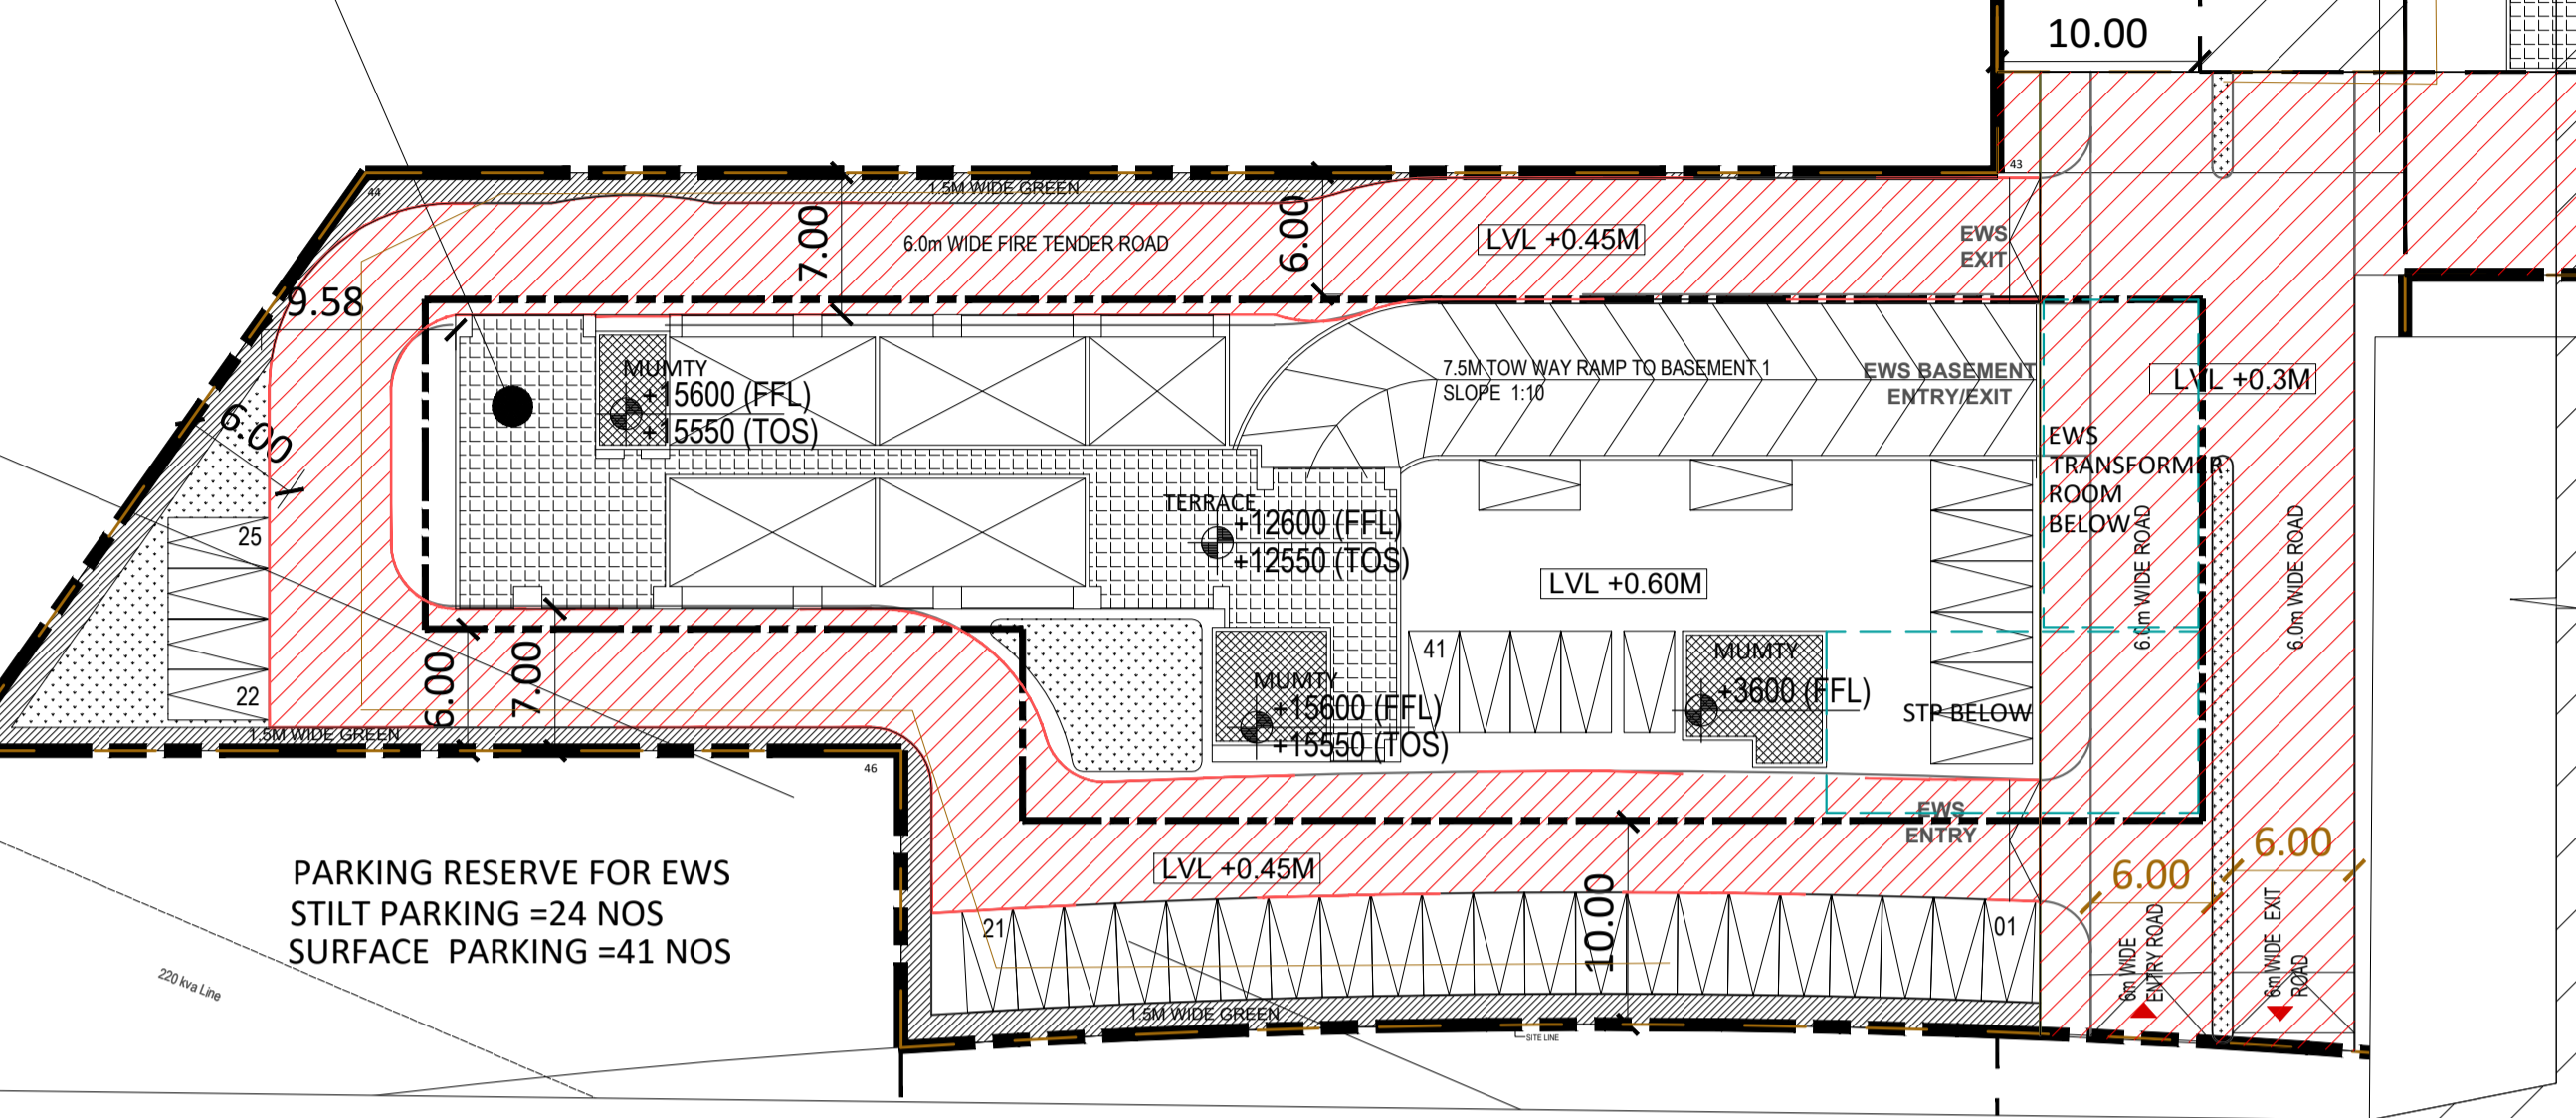 10.00
43
44
1.5M WIDE GREEN
7.00
6.0m WIDE FIRE TENDER ROAD
6.00
LVL +0.45M
EWS
EXIT
9.58
MUMTY
+15600 (FFL)
+15550 (TOS)
7.5M TOW WAY RAMP TO BASEMENT 1
SLOPE 1:10
EWS BASEMENT
ENTRY/EXIT
LVL +0.3M
6.00
EWS
TRANSFORMER
ROOM
BELOW
TERRACE
+12600 (FFL)
+12550 (TOS)
25
LVL +0.60M
6.0m WIDE ROAD
6.0m WIDE ROAD
22
6.00
7.00
41
MUMTY
+3600 (FFL)
MUMTY
+15600 (FFL)
+15550 (TOS)
STP BELOW
1.5M WIDE GREEN
46
EWS
ENTRY
6.00
6.00
LVL +0.45M
10.00
21
01
PARKING RESERVE FOR EWS
STILT PARKING =24 NOS
SURFACE PARKING =41 NOS
6m WIDE
ENTRY ROAD
6m WIDE EXIT
ROAD
220 kva Line
1.5M WIDE GREEN
SITE LINE